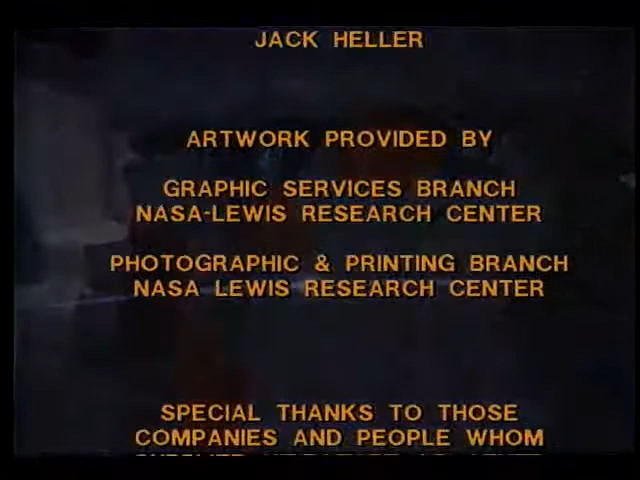 JACK HELLER
ARTWORK PROVIDED BY
GRAPHIC SERVICES BRANCH
NASA-LEWIS RESEARCH CENTER
PHOTOGRAPHIC & PRINTING BRANCH
NASA LEWIS RESEARCH CENTER
SPECIAL THANKS TO THOSE
COMPANIES AND PEOPLE WHOM